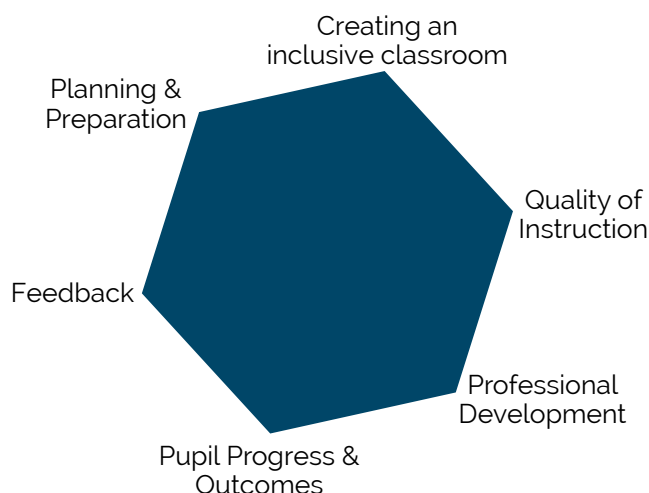 Creating an
inclusive classroom
Planning &
Preparation
Quality of
Instruction
Feedback
Professional
Development
Pupil Progress &
Outcomes